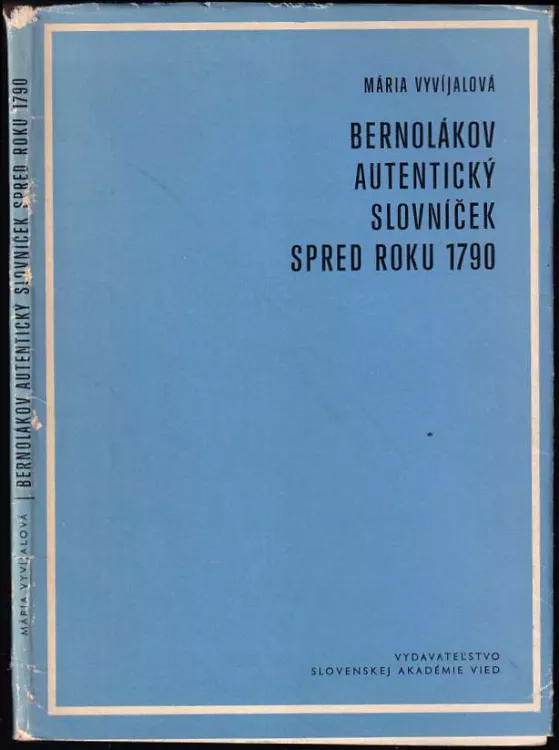 MÁRIA VYVÍJALOVÁ
BERNOLÁKOV
AUTENTICKÝ
SLOVNÍČEK
SPRED ROKU 1790
VYDAVATEĽSTVO
SLOVENSKEJ AKADÉMIE VIED
MÁRIA VYVÍJALOVÁ | BERNOLÁKOV AUTENTICKÝ SLOVNÍČEK SPRED ROKU 1790